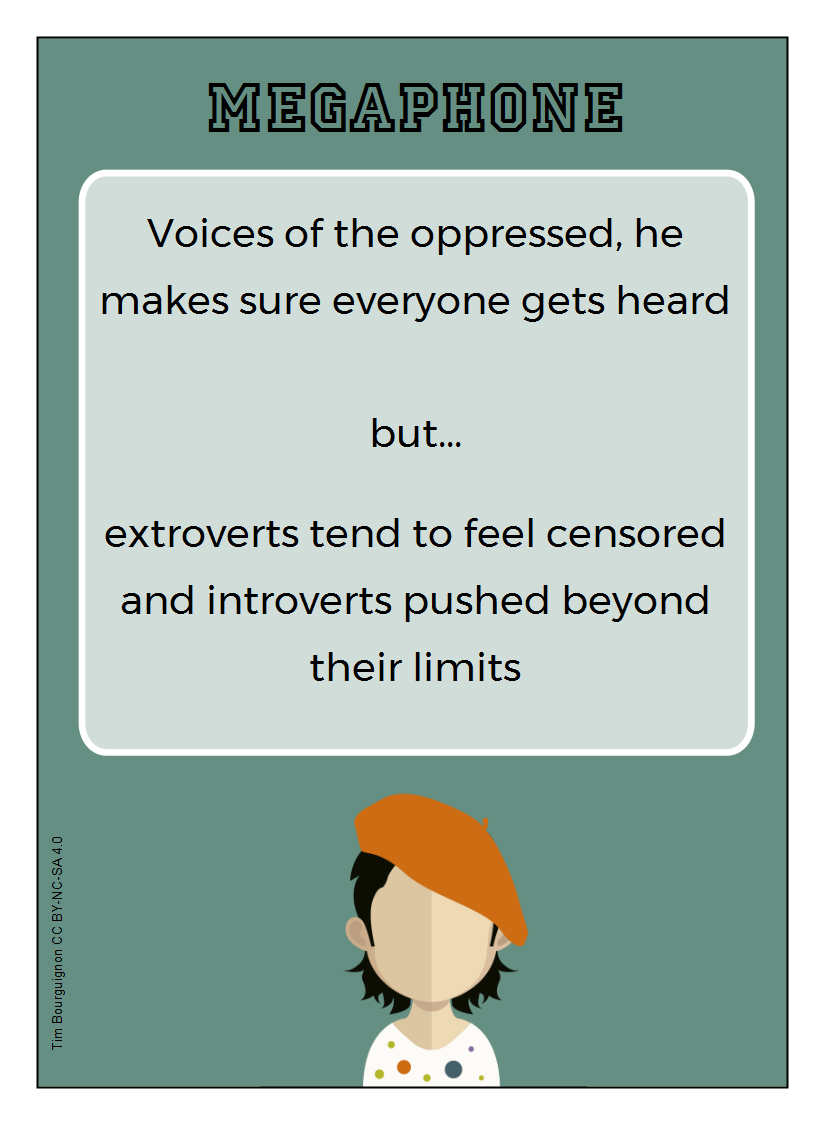 MEGAPHONE
Voices of the oppressed, he
makes sure everyone gets heard
but...
extroverts tend to feel censored
and introverts pushed beyond
their limits
Tim Bourguignon CC BY-NC-SA 4.0